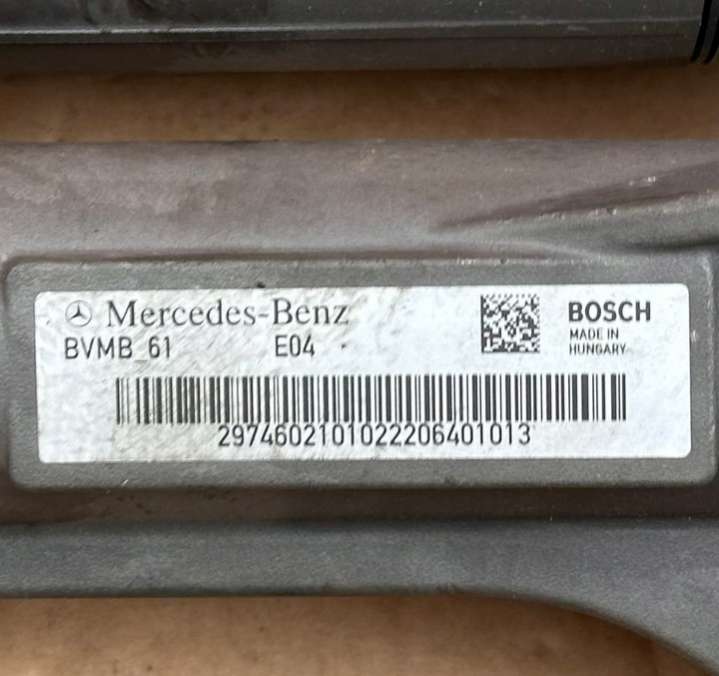 Mercedes-Benz
BVMB 61 E04
BOSCH
MADE IN
HUNGARY
29746021010222064010​13